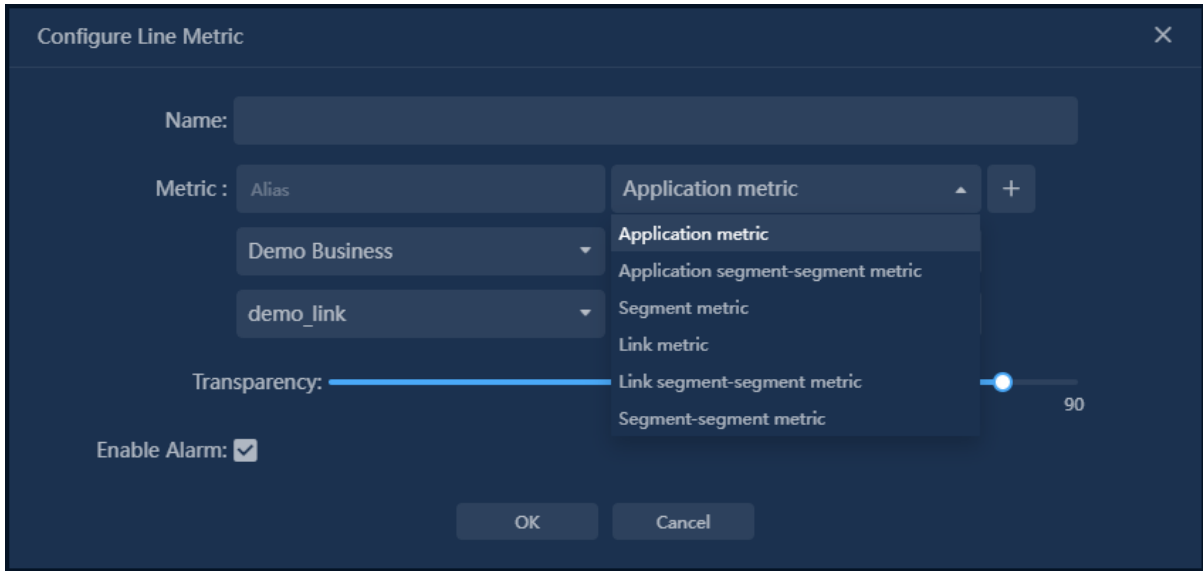 Configure Line Metric
Name:
Metric : Alias Application metric
Application metric
Demo Business
Application segment-segment metric
Segment metric
demo_link
Link metric
Link segment-segment metric
Transparency:
90
Segment-segment metric
Enable Alarm:
OK Cancel